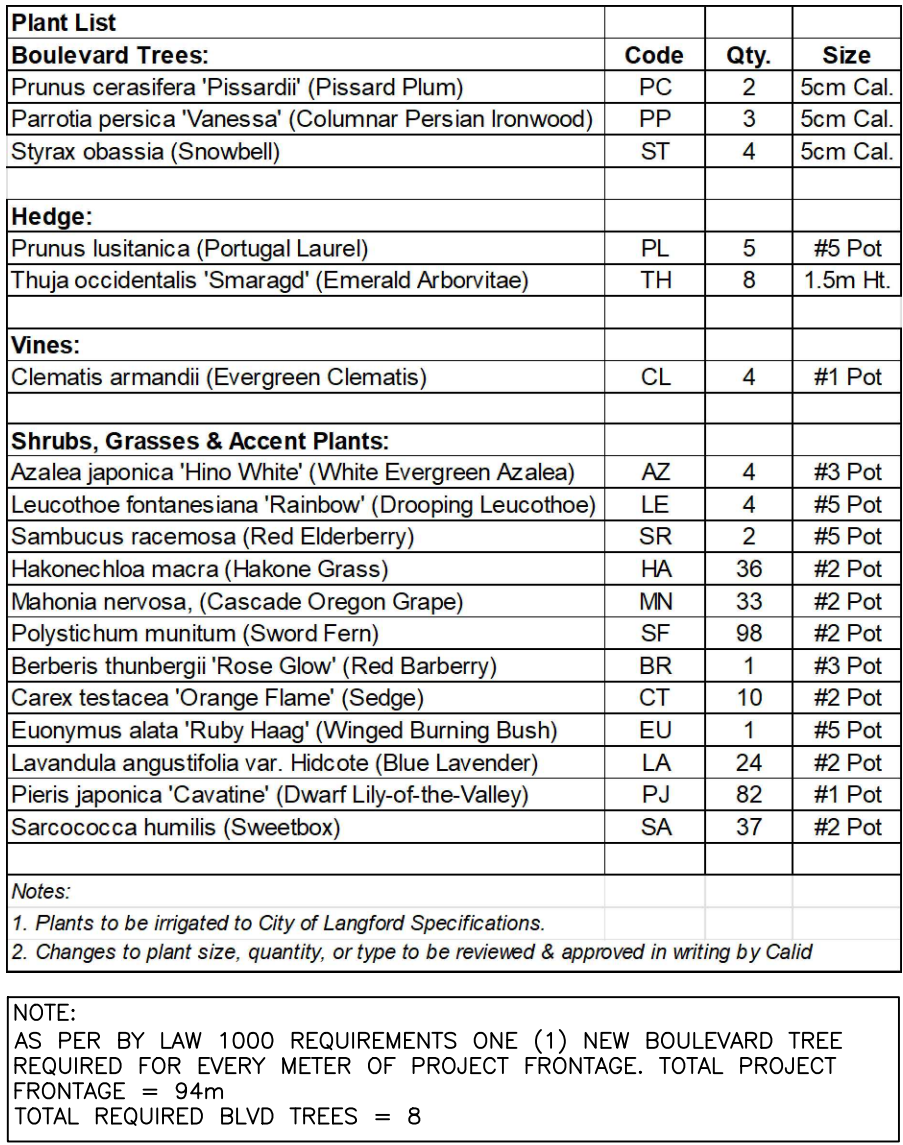 Plant List
Boulevard Trees: Code Qty. Size
Prunus cerasifera 'Pissardii' (Pissard Plum) PC 2 5cm Cal.
Parrotia persica 'Vanessa' (Columnar Persian Ironwood) PP 3 5cm Cal.
Styrax obassia (Snowbell) ST 4 5cm Cal.
Hedge:
Prunus lusitanica (Portugal Laurel) PL 5 #5 Pot
Thuja occidentalis 'Smaragd' (Emerald Arborvitae) TH 8 1.5m Ht.
Vines:
Clematis armandii (Evergreen Clematis) CL 4 #1 Pot
Shrubs, Grasses & Accent Plants:
Azalea japonica 'Hino White' (White Evergreen Azalea) AZ 4 #3 Pot
Leucothoe fontanesiana 'Rainbow' (Drooping Leucothoe) LE 4 #5 Pot
Sambucus racemosa (Red Elderberry) SR 2 #5 Pot
Hakonechloa macra (Hakone Grass) HA 36 #2 Pot
Mahonia nervosa, (Cascade Oregon Grape) MN 33 #2 Pot
Polystichum munitum (Sword Fern) SF 98 #2 Pot
Berberis thunbergii 'Rose Glow' (Red Barberry) BR 1 #3 Pot
Carex testacea 'Orange Flame' (Sedge) CT 10 #2 Pot
Euonymus alata 'Ruby Haag' (Winged Burning Bush) EU 1 #5 Pot
Lavandula angustifolia var. Hidcote (Blue Lavender) LA 24 #2 Pot
Pieris japonica 'Cavatine' (Dwarf Lily-of-the-Valley) PJ 82 #1 Pot
Sarcococca humilis (Sweetbox) SA 37 #2 Pot
Notes:
1. Plants to be irrigated to City of Langford Specifications.
2. Changes to plant size, quantity, or type to be reviewed & approved in writing by Calid
NOTE:
AS PER BY LAW 1000 REQUIREMENTS ONE (1) NEW BOULEVARD TREE
REQUIRED FOR EVERY METER OF PROJECT FRONTAGE. TOTAL PROJECT
FRONTAGE = 94m
TOTAL REQUIRED BLVD TREES = 8